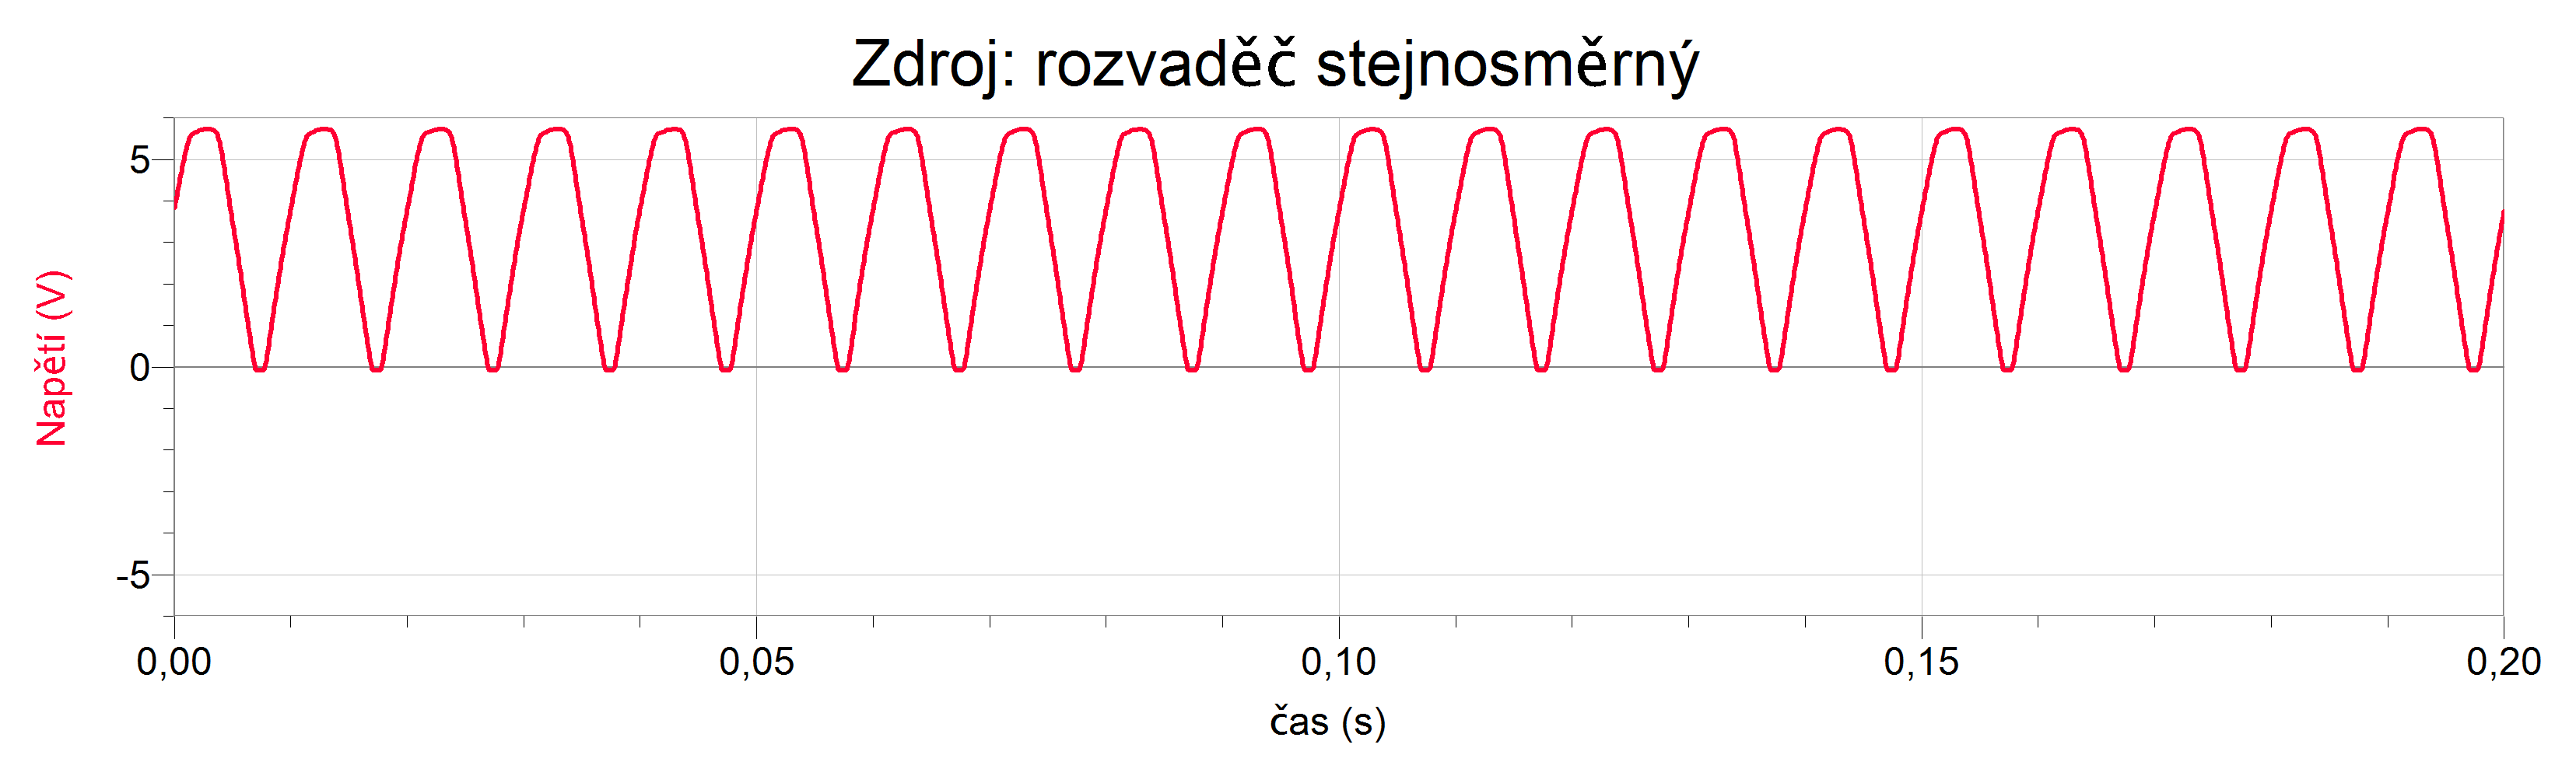 Zdroj: rozvaděč stejnosměrný
5
0
-5
Napětí (V)
0,00 0,05 0,10 0,15 0,20
čas (s)